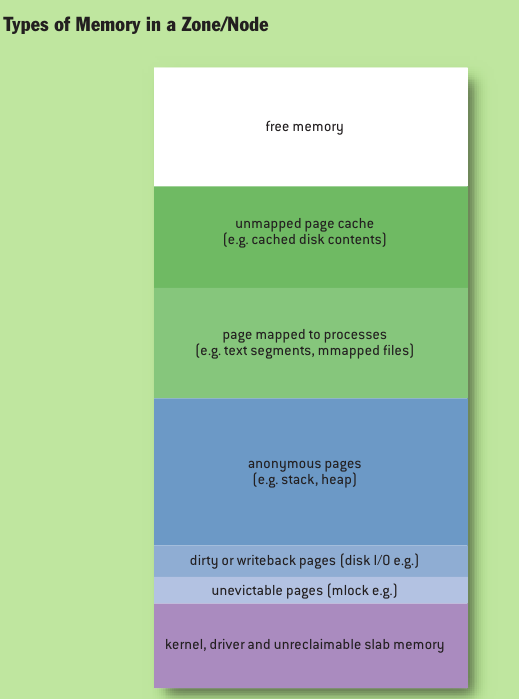 Types of Memory in a Zone/Node
free memory
unmapped page cache
(e.g. cached disk contents)
page mapped to processes
(e.g. text segments, mmapped files)
anonymous pages
(e.g. stack, heap)
dirty or writeback pages (disk I/O e.g.)
unevictable pages (mlock e.g.)
kernel, driver and unreclaimable slab memory